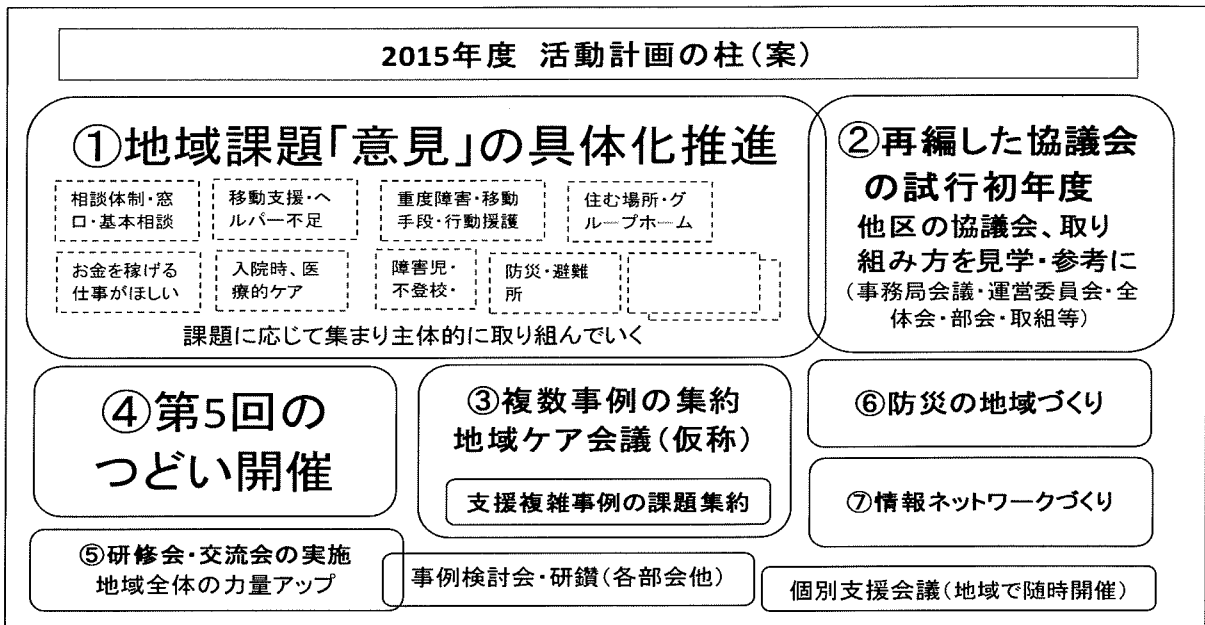 2015年度 活動計画の柱(案)
①地域課題「意見」の具体化推進
相談体制・窓
口・基本相談
移動支援・ヘ
ルパー不足
重度障害・移動
手段・行動援護
住む場所・グ
ループホーム
お金を稼げる
仕事がほしい
入院時、医
療的ケア
障害児・
不登校・
防災・避難
所
課題に応じて集まり主体的に取り組んでいく
②再編した協議会
の試行初年度
他区の協議会、取り
組み方を見学・参考に
(事務局会議・運営委員会・全
体会・部会・取組等)
④第5回の
つどい開催
③複数事例の集約
地域ケア会議(仮称)
支援複雑事例の課題集約
⑥防災の地域づくり
⑦情報ネットワークづくり
⑤研修会・交流会の実施
地域全体の力量アップ
事例検討会・研鑽(各部会他)
個別支援会議(地域で随時開催)